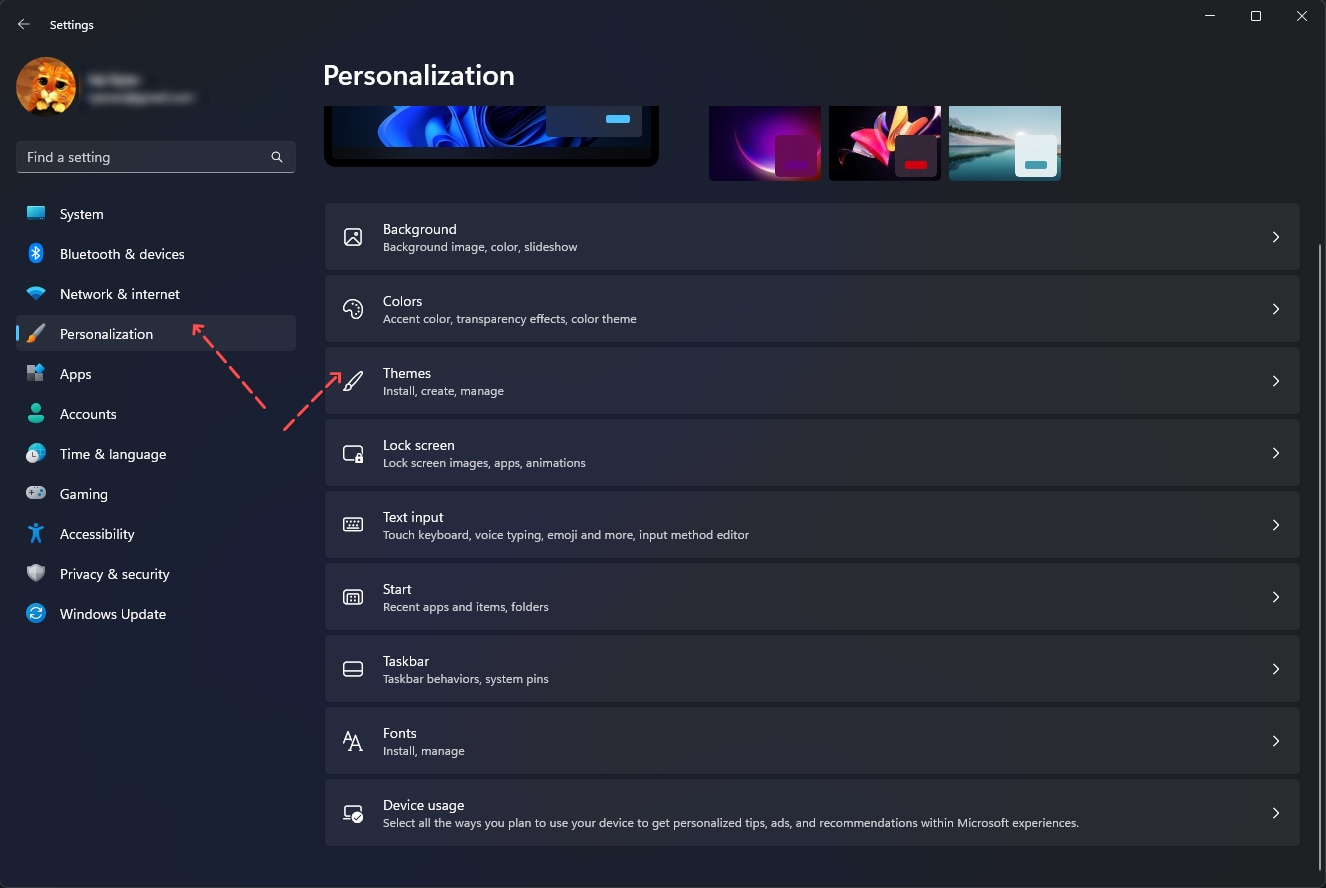 Settings
Personalization
Find a setting
System
Bluetooth & devices
Network & internet
Personalization
Apps
Accounts
Time & language
Gaming
Accessibility
Privacy & security
Windows Update
Background
Background image, color, slideshow
Colors
Accent color, transparency effects, color theme
Themes
Install, create, manage
Lock screen
Lock screen images, apps, animations
Text input
Touch keyboard, voice typing, emoji and more, input method editor
Start
Recent apps and items, folders
Taskbar
Taskbar behaviors, system pins
Fonts
Install, manage
Device usage
Select all the ways you plan to use your device to get personalized tips, ads, and recommendations within Microsoft experiences.